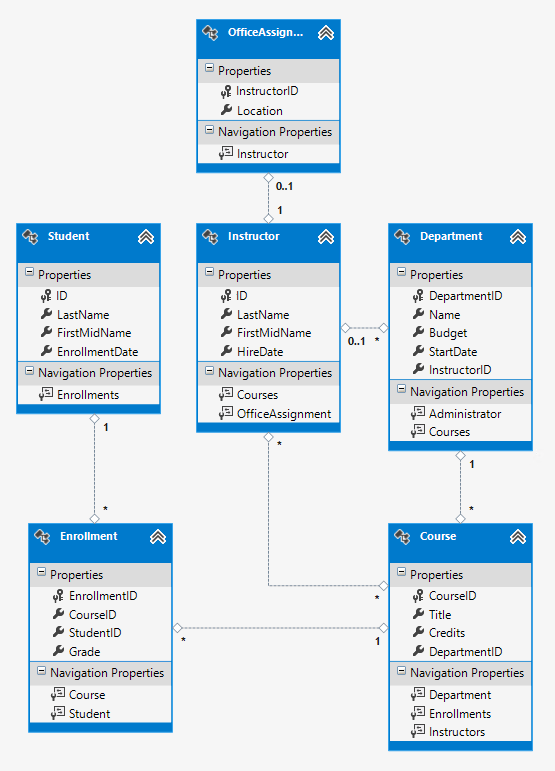 OfficeAssign...
Properties
InstructorID
Location
Navigation Properties
Instructor
0..1
1
Student
Properties
ID
LastName
FirstMidName
EnrollmentDate
Navigation Properties
Enrollments
Instructor
Properties
ID
LastName
FirstMidName
HireDate
Navigation Properties
Courses
OfficeAssignment
0..1
*
Department
Properties
DepartmentID
Name
Budget
StartDate
InstructorID
Navigation Properties
Administrator
Courses
1
*
*
*
1
*
Enrollment
Properties
EnrollmentID
CourseID
StudentID
Grade
Navigation Properties
Course
Student
*
1
Course
Properties
CourseID
Title
Credits
DepartmentID
Navigation Properties
Department
Enrollments
Instructors